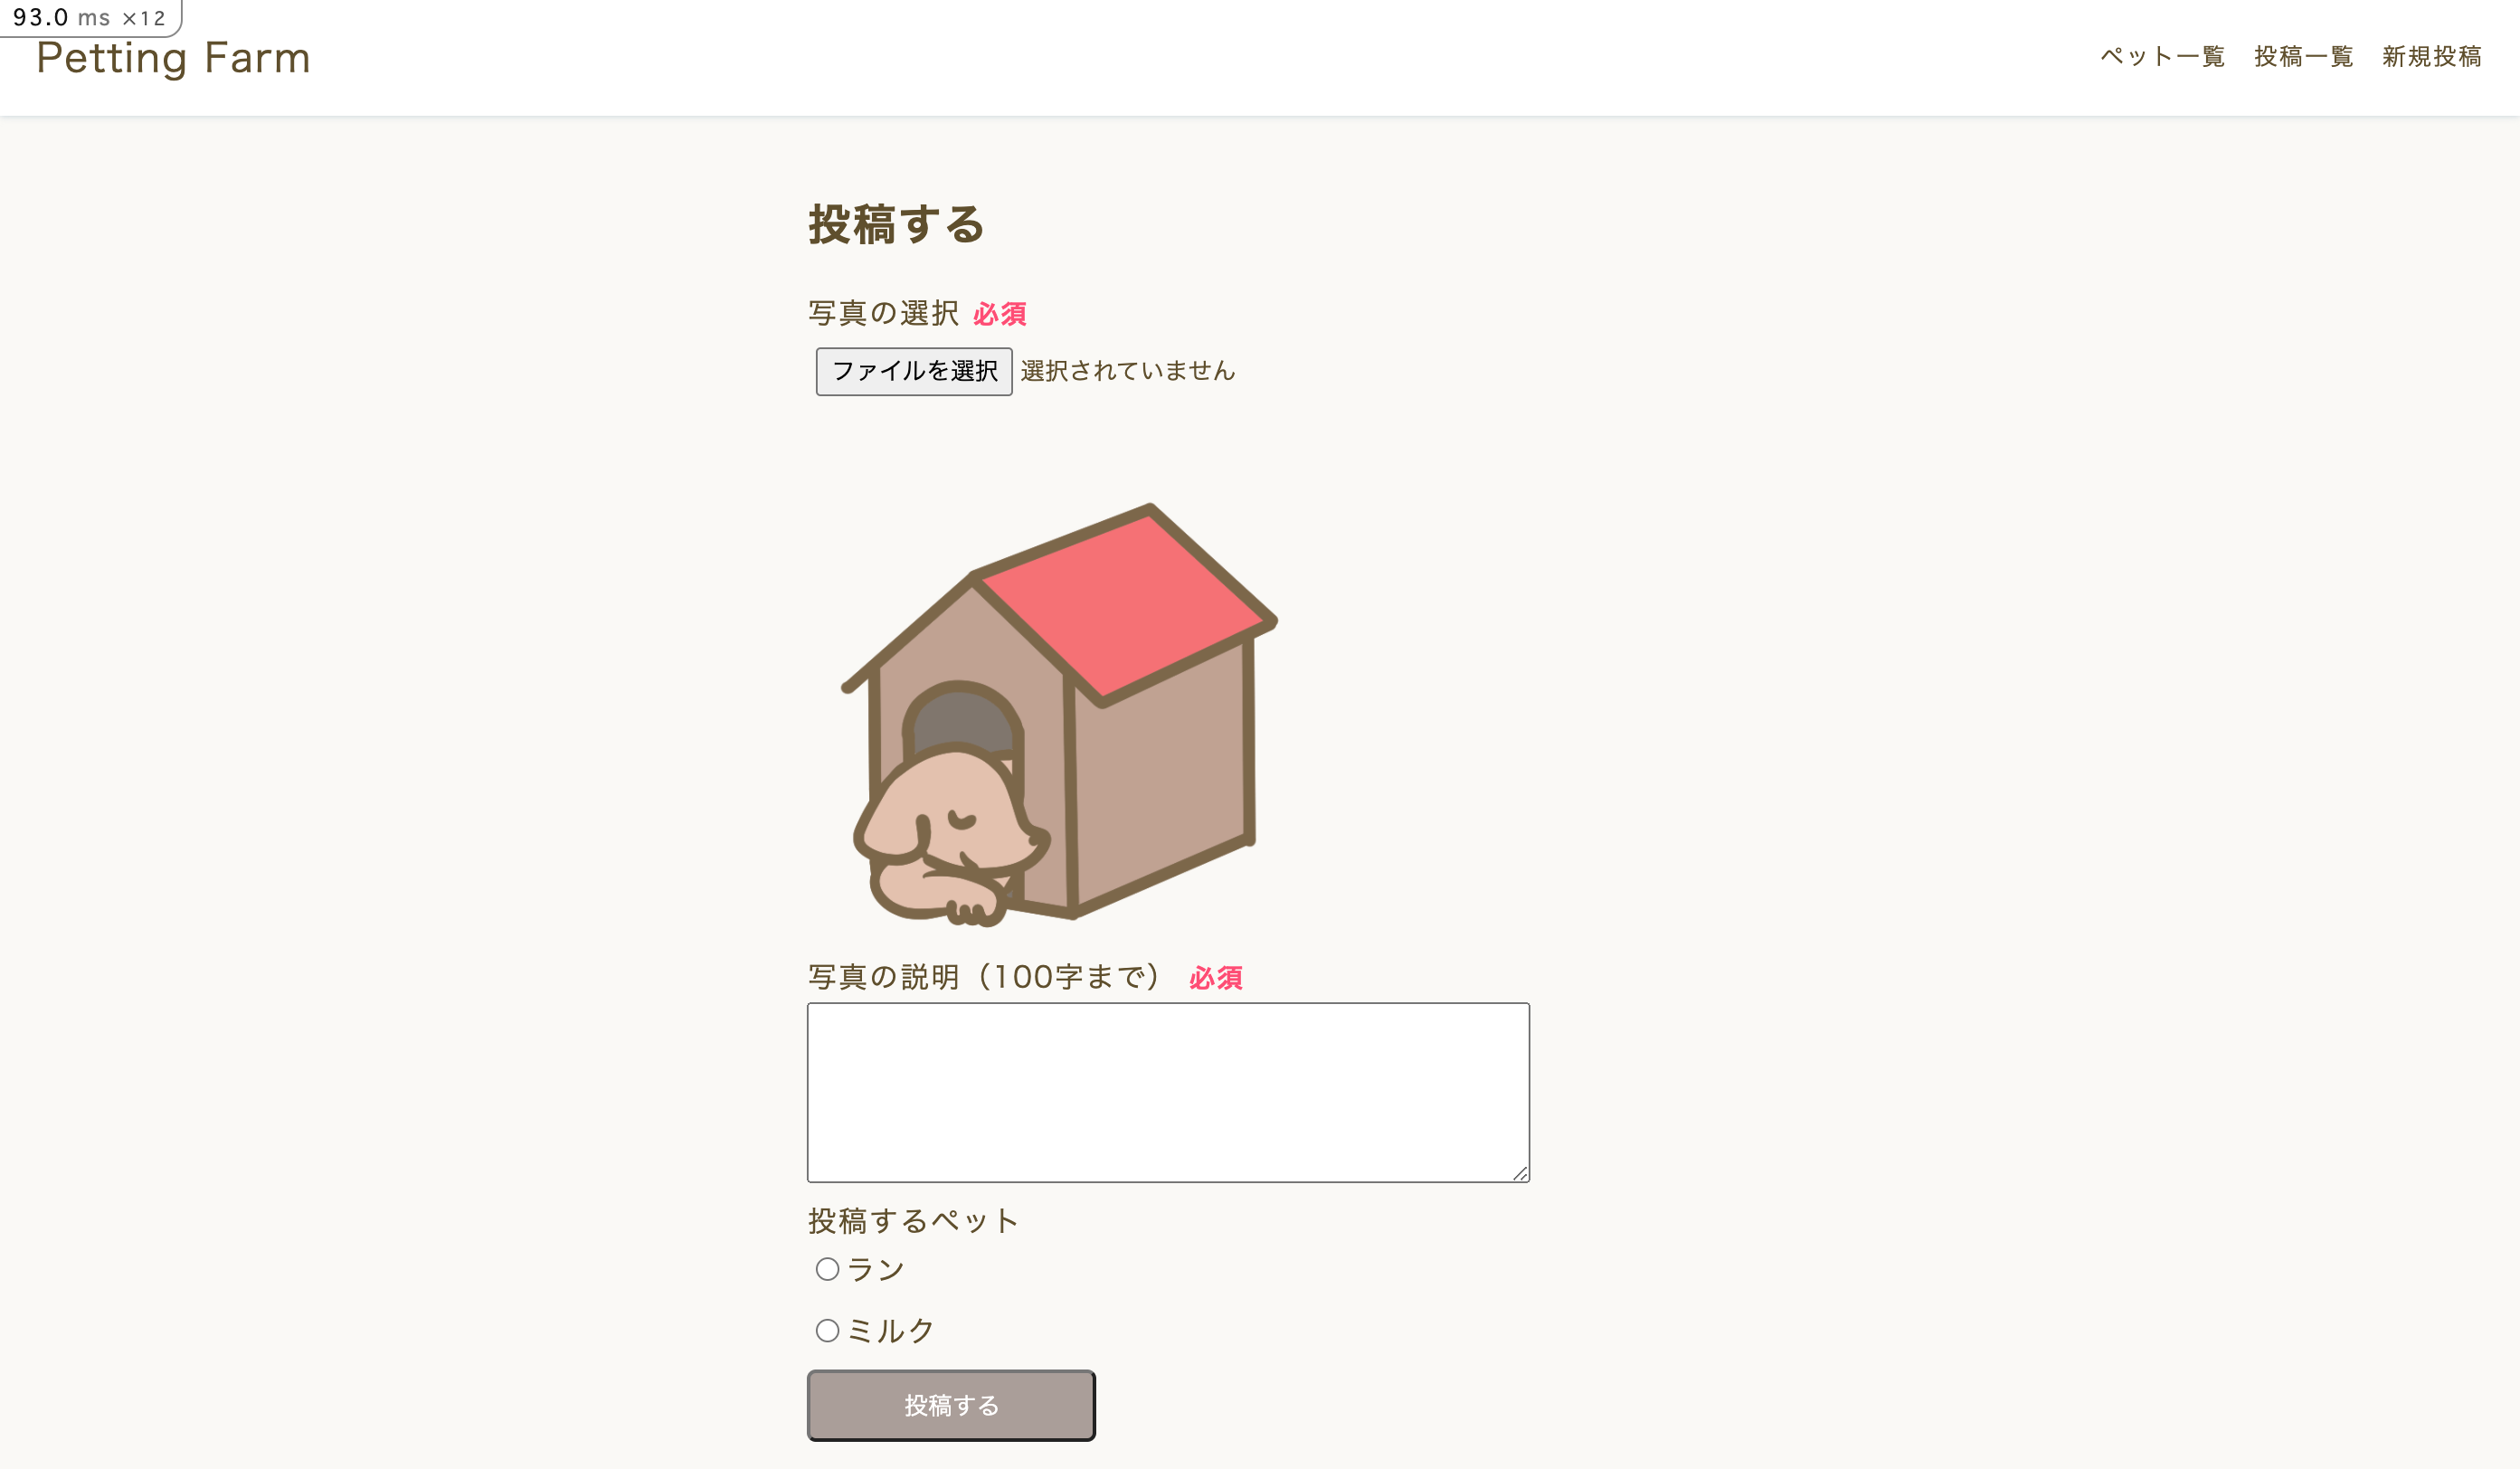 93.0 ms ×12
Petting Farm
ペット一覧 投稿一覧 新規投稿
投稿する
写真の選択 必須
ファイルを選択 選択されていません
写真の説明（100字まで） 必須
投稿するペット
ラン
ミルク
投稿する